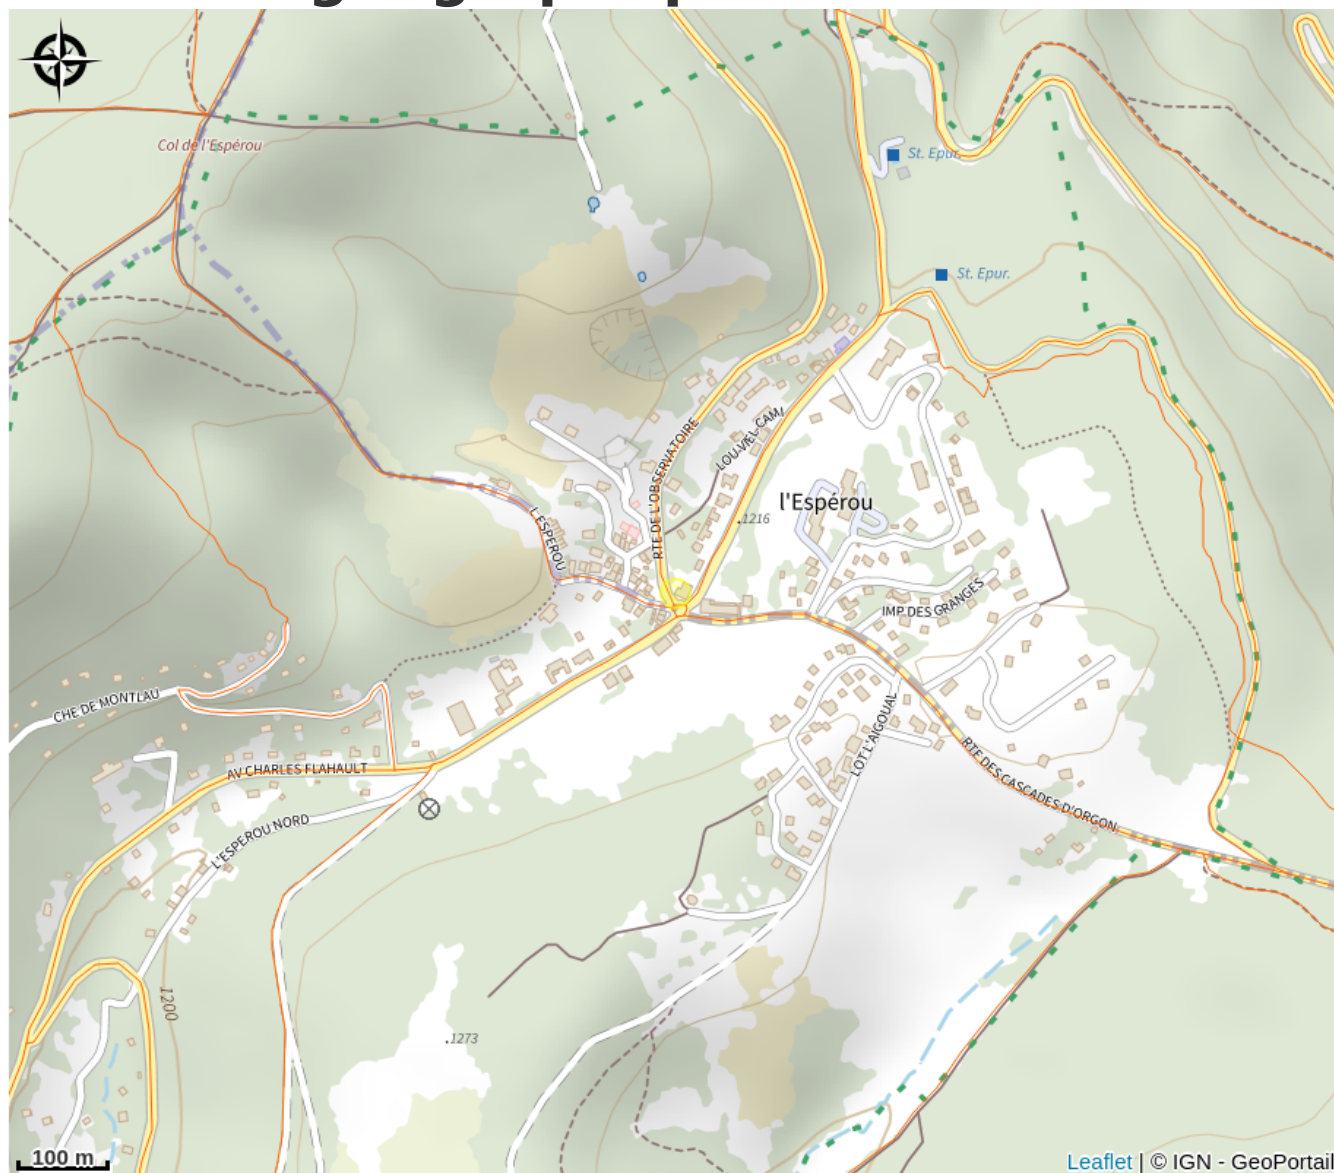 Col de l'Espérou
St. Epur.
St. Epur.
LOU VIEL CAMI
RTE DE L'OBSERVATOIRE
l'Espérou
.1216
L'ESPEROU
IMP DES GRANGES
CHE DE MONTLAU
LOT L'AIGOUAL
RTE DES CASCADES D'ORGON
AV CHARLES FLAHAULT
L'ESPEROU NORD
1200
.1273
100 m
Leaflet | © IGN - GeoPortail